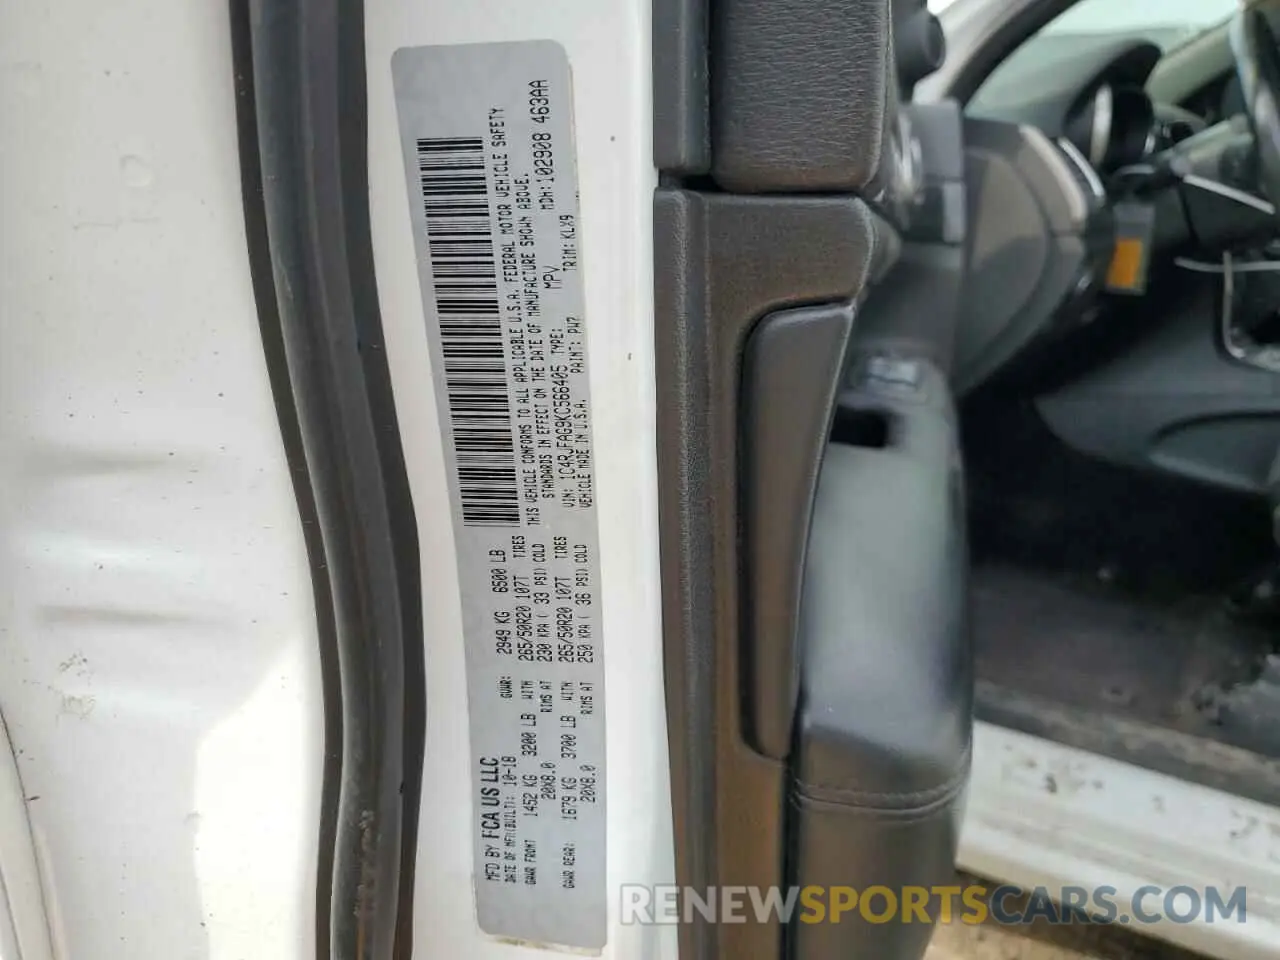 MFD BY FCA US LLC
DATE OF MFR(BUILT): 10-18 GVWR: 2949 KG 6500 LB
GAWR FRONT 1452 KG 3200 LB WITH 265/50R20 107T TIRES
20X8.0 RIMS AT 230 KPA ( 33 PSI) COLD
GAWR REAR: 1679 KG 3700 LB WITH 265/50R20 107T TIRES
20X8.0 RIMS AT 250 KPA ( 36 PSI) COLD
THIS VEHICLE CONFORMS TO ALL APPLICABLE U.S.A. FEDERAL MOTOR VEHICLE SAFETY
STANDARDS IN EFFECT ON THE DATE OF MANUFACTURE SHOWN ABOVE.
VIN: 1C4RJFAG9KC566405 TYPE: MPV MDH:102908 463AA
VEHICLE MADE IN U.S.A. PAINT: PW7 TRIM: KLX9
RENEWSPORTSCARS.COM